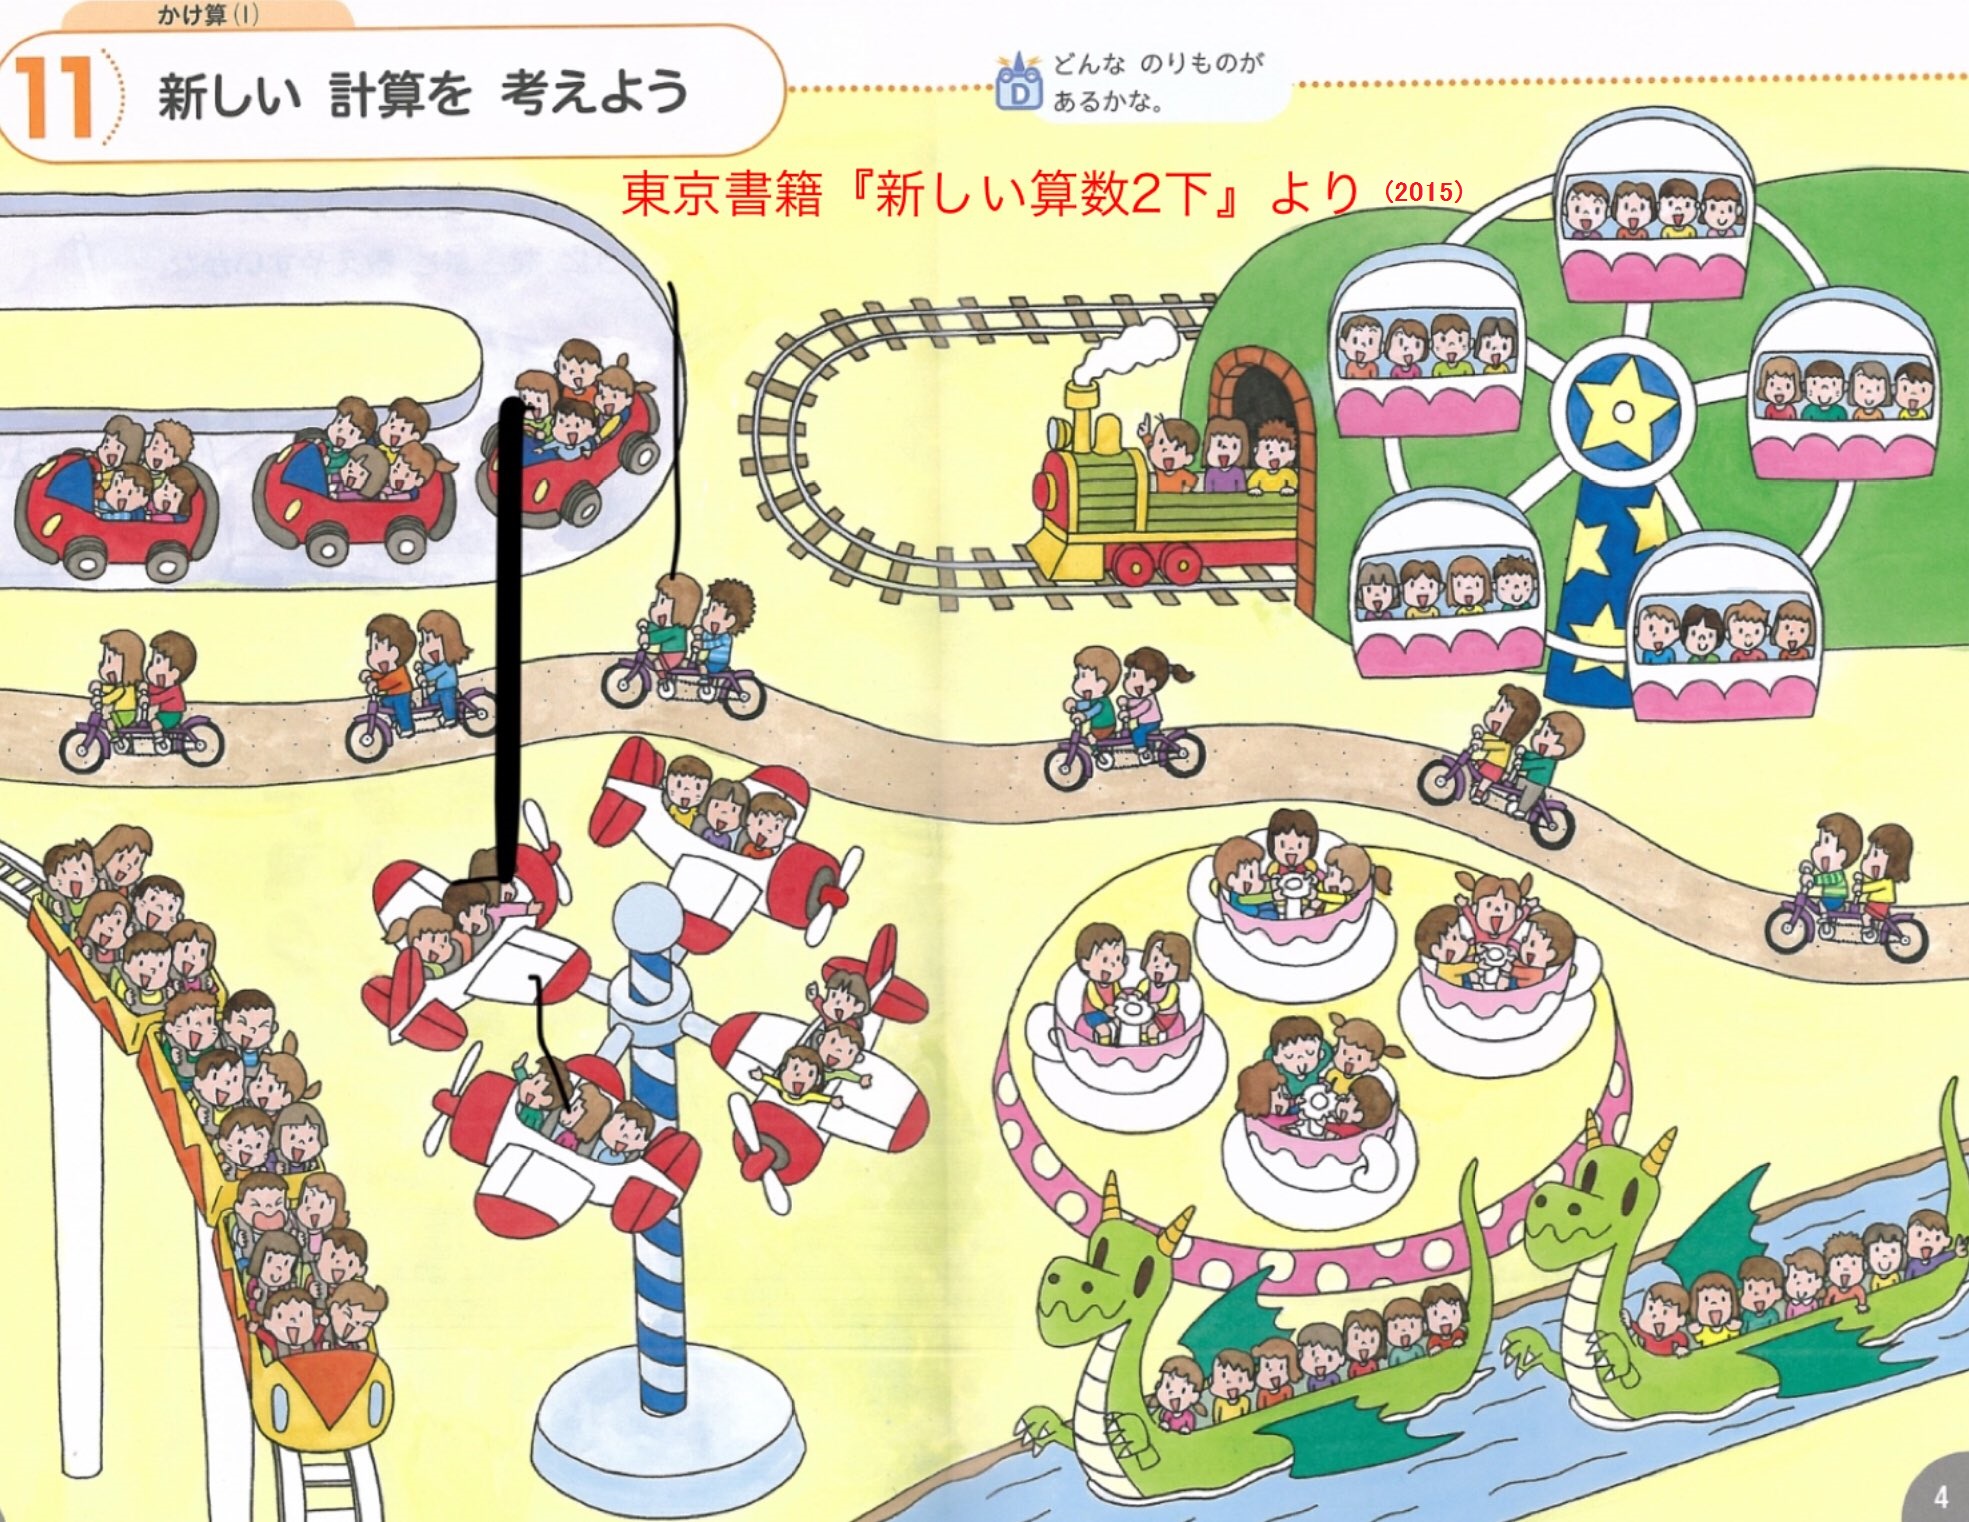 かけ算(1)
11 新しい 計算を 考えよう
D
どんな のりものが
あるかな。
東京書籍『新しい算数2下』より (2015)
4